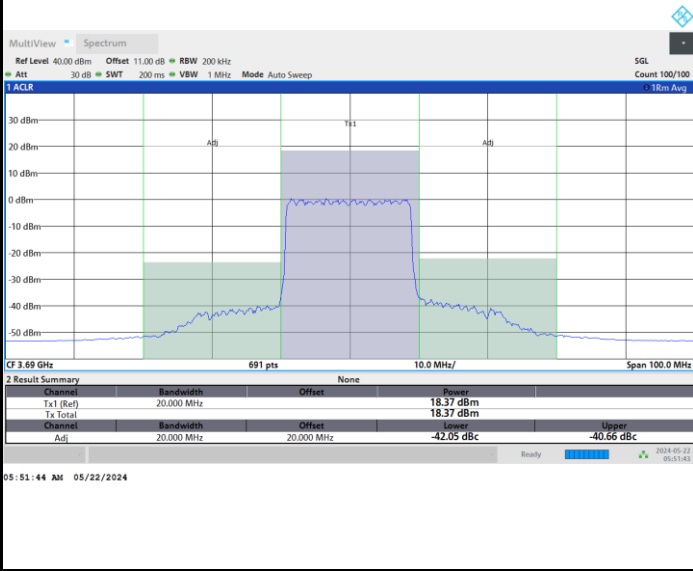 MultiView Spectrum
Ref Level 40.00 dBm Offset 11.00 dB RBW 200 kHz SGL
Att 30 dB SWT 200 ms VBW 1 MHz Mode Auto Sweep Count 100/100
1 ACLR 1Rm Avg
30 dBm
Tx1
20 dBm
Adj Adj
10 dBm
0 dBm
-10 dBm
-20 dBm
-30 dBm
-40 dBm
-50 dBm
CF 3.69 GHz 691 pts 10.0 MHz/ Span 100.0 MHz
2 Result Summary None
Channel Bandwidth Offset Power
Tx1 (Ref) 20.000 MHz 18.37 dBm
Tx Total 18.37 dBm
Channel Bandwidth Offset Lower Upper
Adj 20.000 MHz 20.000 MHz -42.05 dBc -40.66 dBc
Ready 2024-05-22
05:51:43
05:51:44 AM 05/22/2024